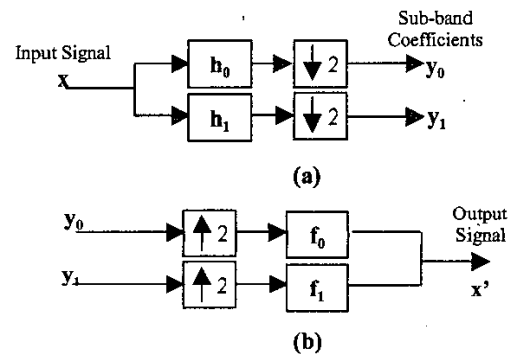 Sub-band
Coefficients
Input Signal
x
h₀
↓ 2
y₀
h₁
↓ 2
y₁
(a)
y₀
↑ 2
f₀
Output
Signal
y₁
↑ 2
f₁
x'
(b)